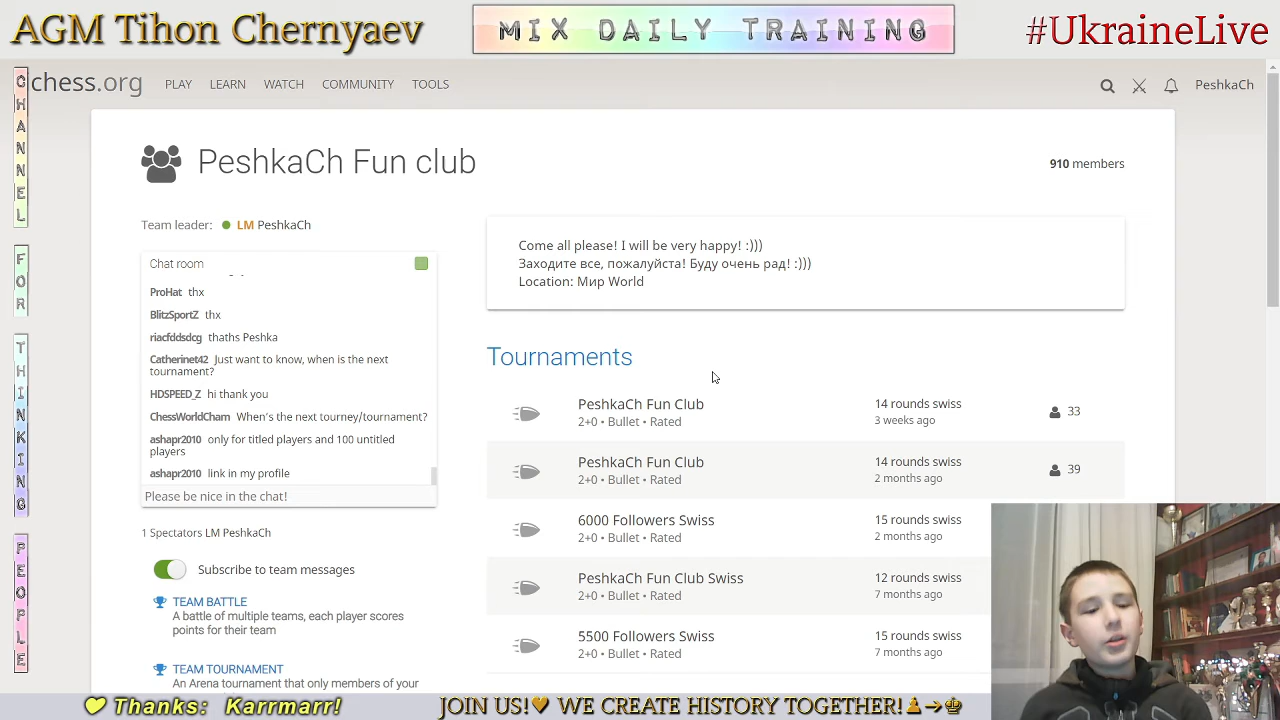 AGM Tihon Chernyaev
MIX DAILY TRAINING
#UkraineLive
CHANNEL
FOR
THINKING
PEOPLE
chess.org
PLAY
LEARN
WATCH
COMMUNITY
TOOLS
PeshkaCh
PeshkaCh Fun club
910 members
Team leader: LM PeshkaCh
Chat room
ProHat thx
BlitzSportZ thx
riacfddsdcg thaths Peshka
Catherinet42 Just want to know, when is the next
tournament?
HDSPEED_Z hi thank you
ChessWorldCham When's the next tourney/tournament?
ashapr2010 only for titled players and 100 untitled
players
ashapr2010 link in my profile
Please be nice in the chat!
1 Spectators LM PeshkaCh
Subscribe to team messages
TEAM BATTLE
A battle of multiple teams, each player scores
points for their team
TEAM TOURNAMENT
An Arena tournament that only members of your
Come all please! I will be very happy! :)))
Заходите все, пожалуйста! Буду очень рад! :)))
Location: Мир World
Tournaments
PeshkaCh Fun Club
2+0 • Bullet • Rated
14 rounds swiss
3 weeks ago
33
PeshkaCh Fun Club
2+0 • Bullet • Rated
14 rounds swiss
2 months ago
39
6000 Followers Swiss
2+0 • Bullet • Rated
15 rounds swiss
2 months ago
PeshkaCh Fun Club Swiss
2+0 • Bullet • Rated
12 rounds swiss
7 months ago
5500 Followers Swiss
2+0 • Bullet • Rated
15 rounds swiss
7 months ago
Thanks: Karrmarr!
JOIN US!🧡 WE CREATE HISTORY TOGETHER!♟→♚